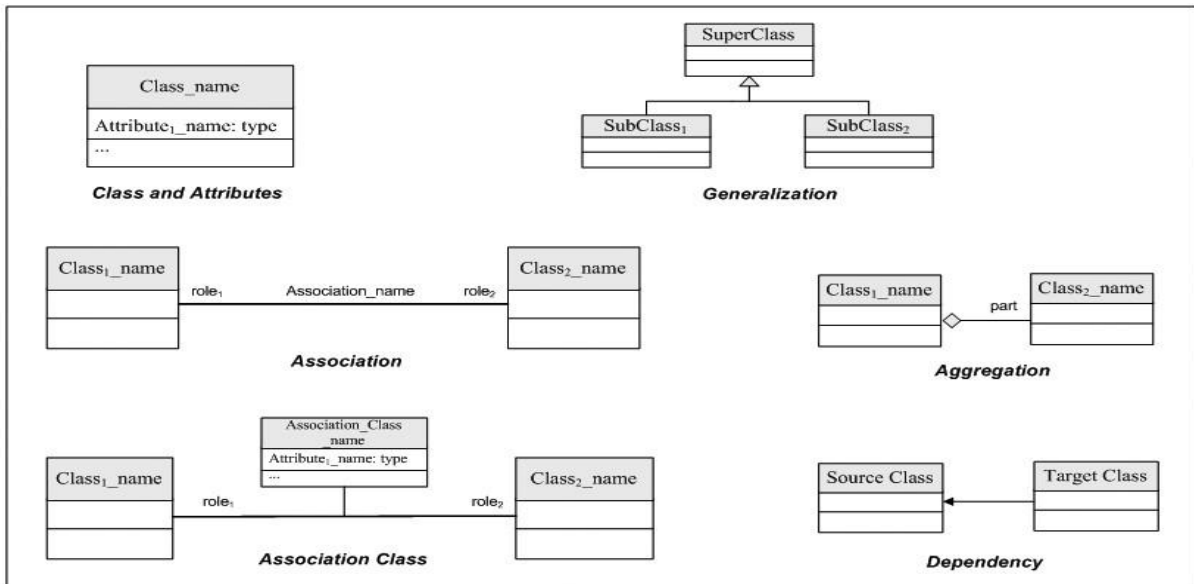 Class_name
Attribute₁_name: type
...
Class and Attributes
SuperClass
SubClass₁
SubClass₂
Generalization
Class₁_name
role₁
Association_name
role₂
Class₂_name
Association
Class₁_name
part
Class₂_name
Aggregation
Association_Class
_name
Attribute₁_name: type
...
Class₁_name
role₁
role₂
Class₂_name
Association Class
Source Class
Target Class
Dependency